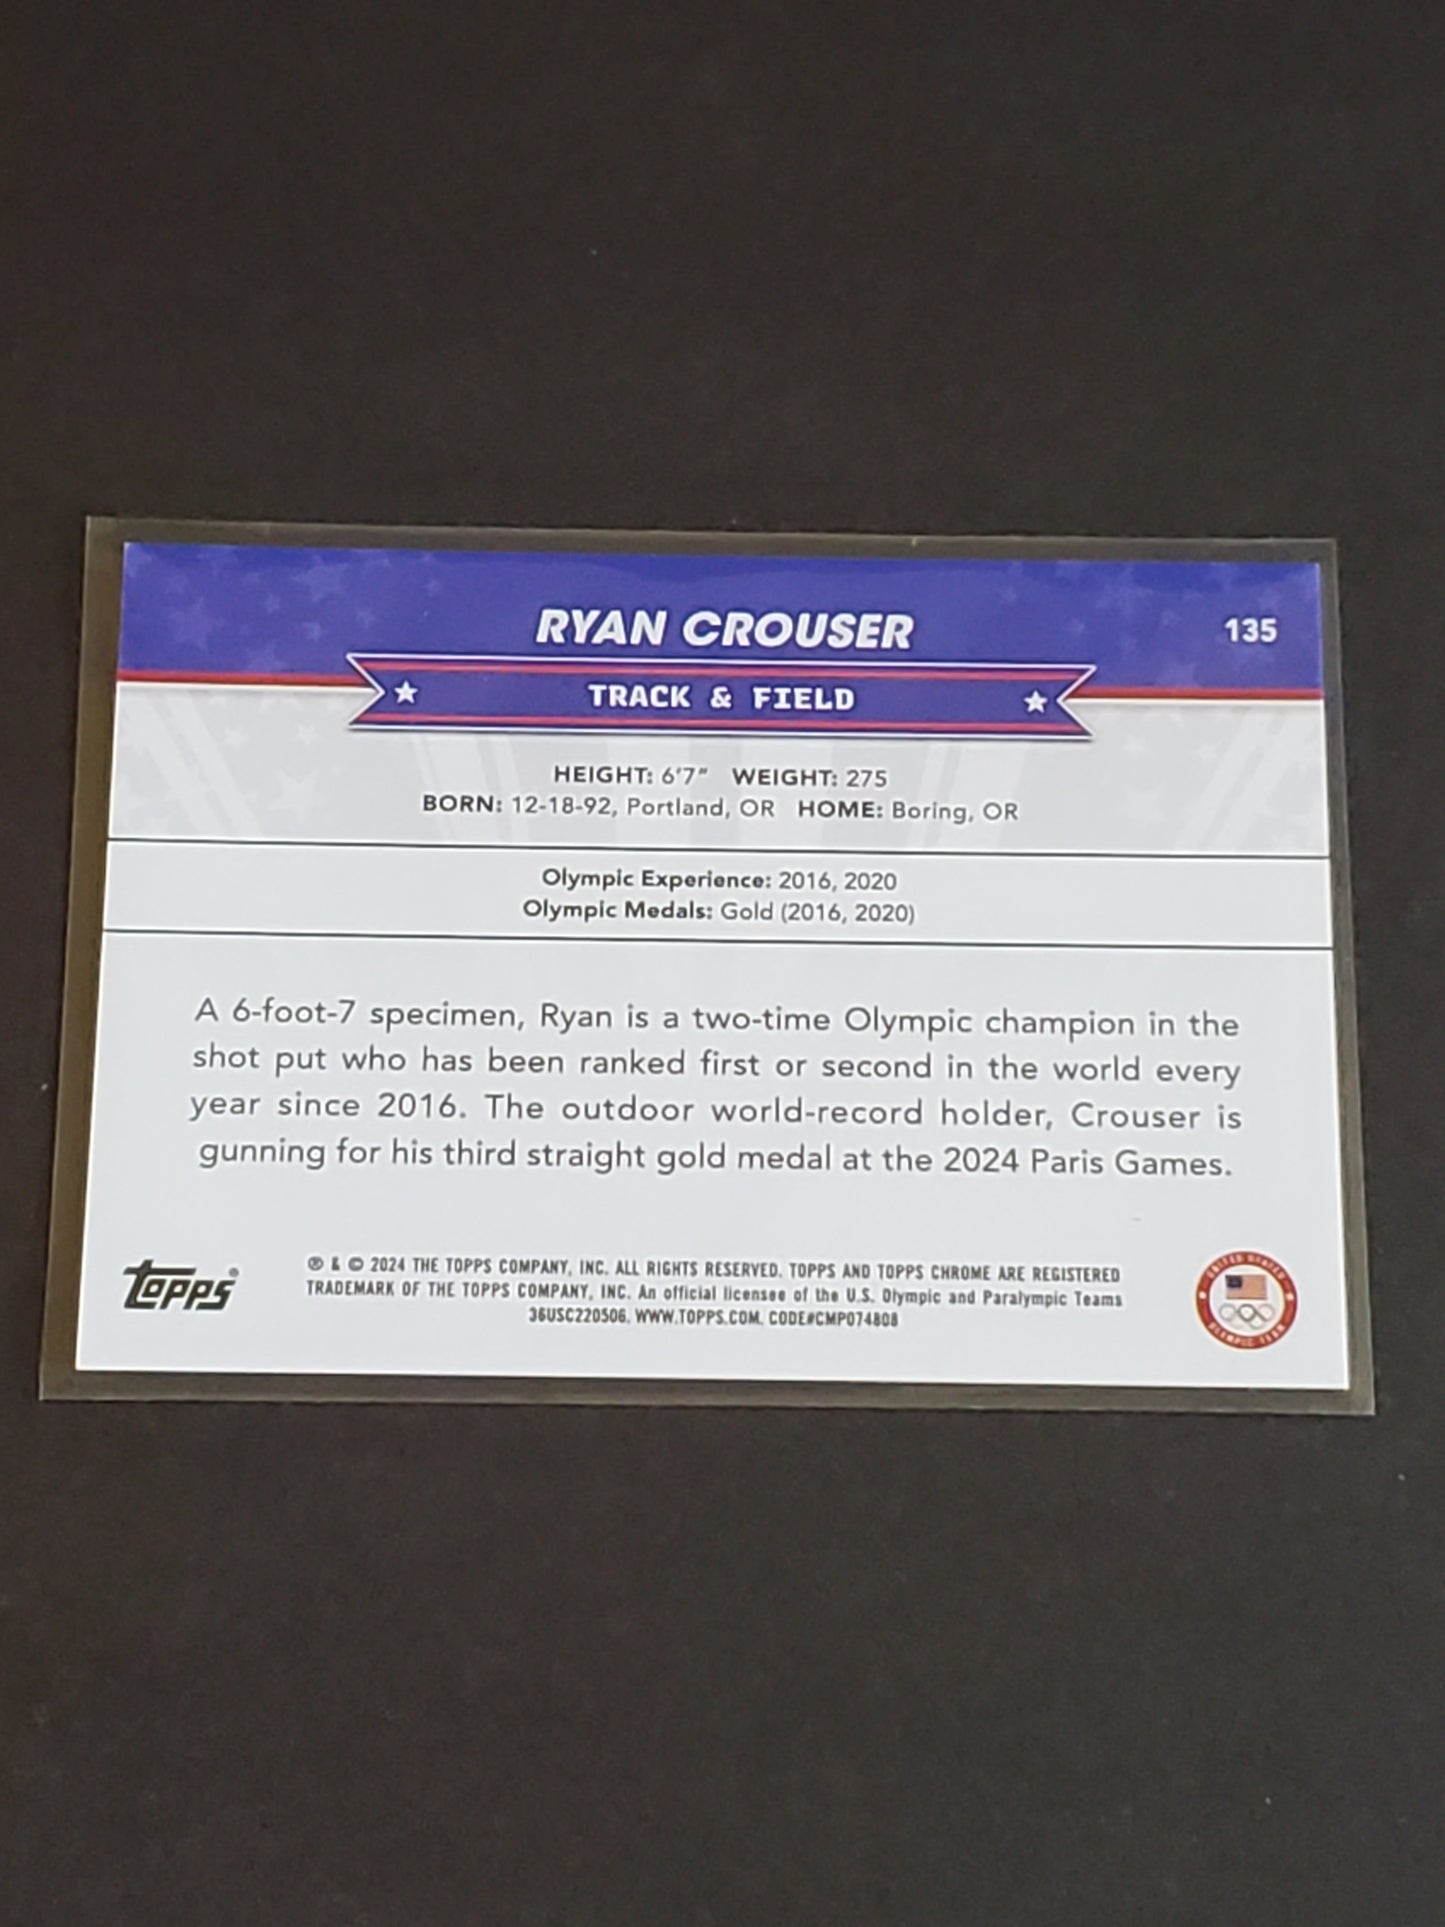 RYAN CROUSER
135
TRACK & FIELD
HEIGHT: 6'7" WEIGHT: 275
BORN: 12-18-92, Portland, OR HOME: Boring, OR
Olympic Experience: 2016, 2020
Olympic Medals: Gold (2016, 2020)
A 6-foot-7 specimen, Ryan is a two-time Olympic champion in the
shot put who has been ranked first or second in the world every
year since 2016. The outdoor world-record holder, Crouser is
gunning for his third straight gold medal at the 2024 Paris Games.
TOPPS®
® & © 2024 THE TOPPS COMPANY, INC. ALL RIGHTS RESERVED. TOPPS AND TOPPS CHROME ARE REGISTERED
TRADEMARK OF THE TOPPS COMPANY, INC. An official licensee of the U.S. Olympic and Paralympic Teams
36USC220506. WWW.TOPPS.COM. CODE#CMP074808
UNITED STATES
OLYMPIC TEAM